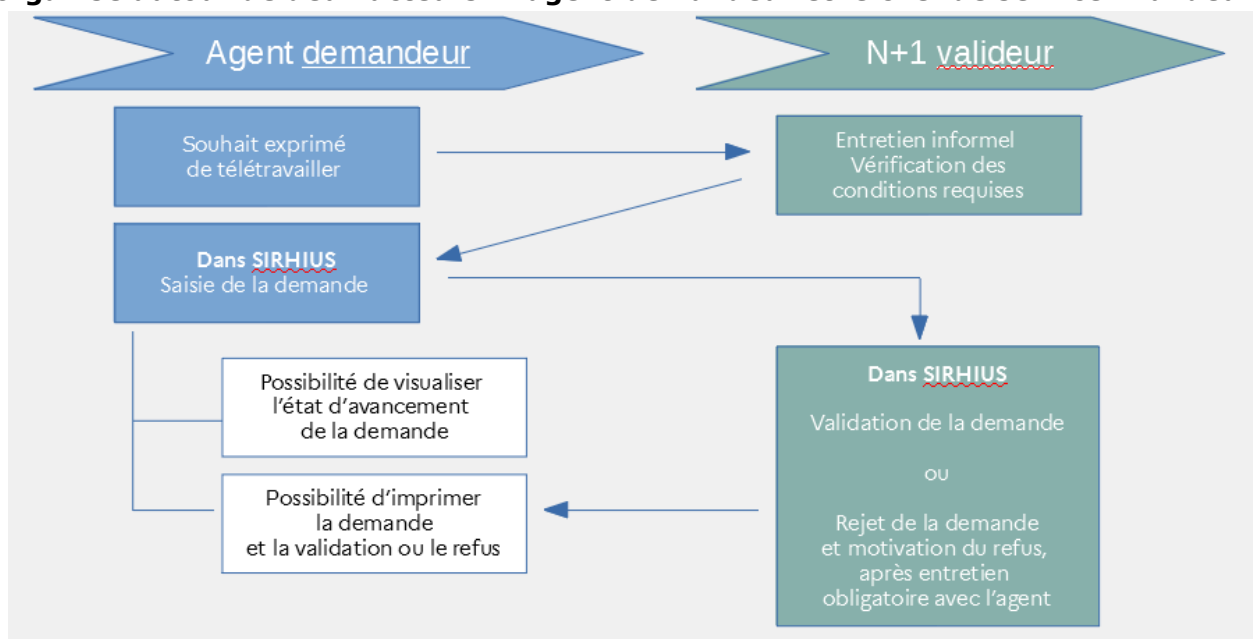 Agent demandeur
N+1 valideur
Souhait exprimé
de télétravailler
Entretien informel
Vérification des
conditions requises
Dans SIRHIUS
Saisie de la demande
Possibilité de visualiser
l’état d’avancement
de la demande
Possibilité d’imprimer
la demande
et la validation ou le refus
Dans SIRHIUS
Validation de la demande
ou
Rejet de la demande
et motivation du refus,
après entretien
obligatoire avec l’agent